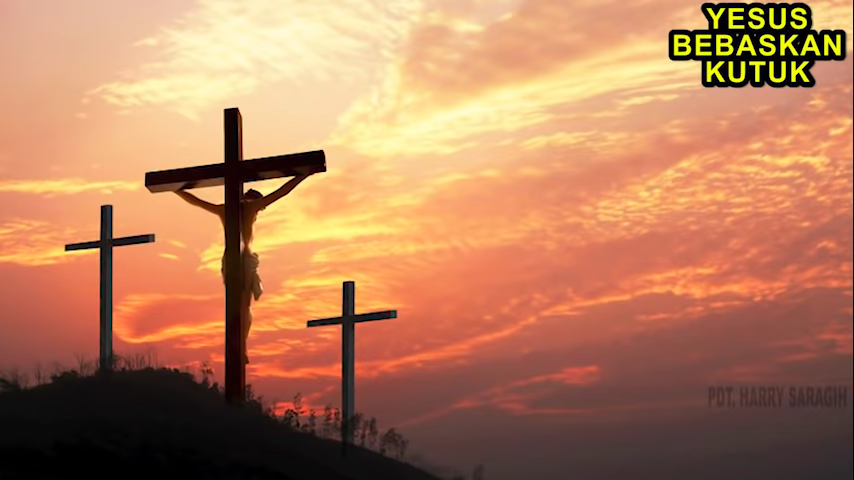 YESUS
BEBASKAN
KUTUK
PDT. HARRY SARAGIH